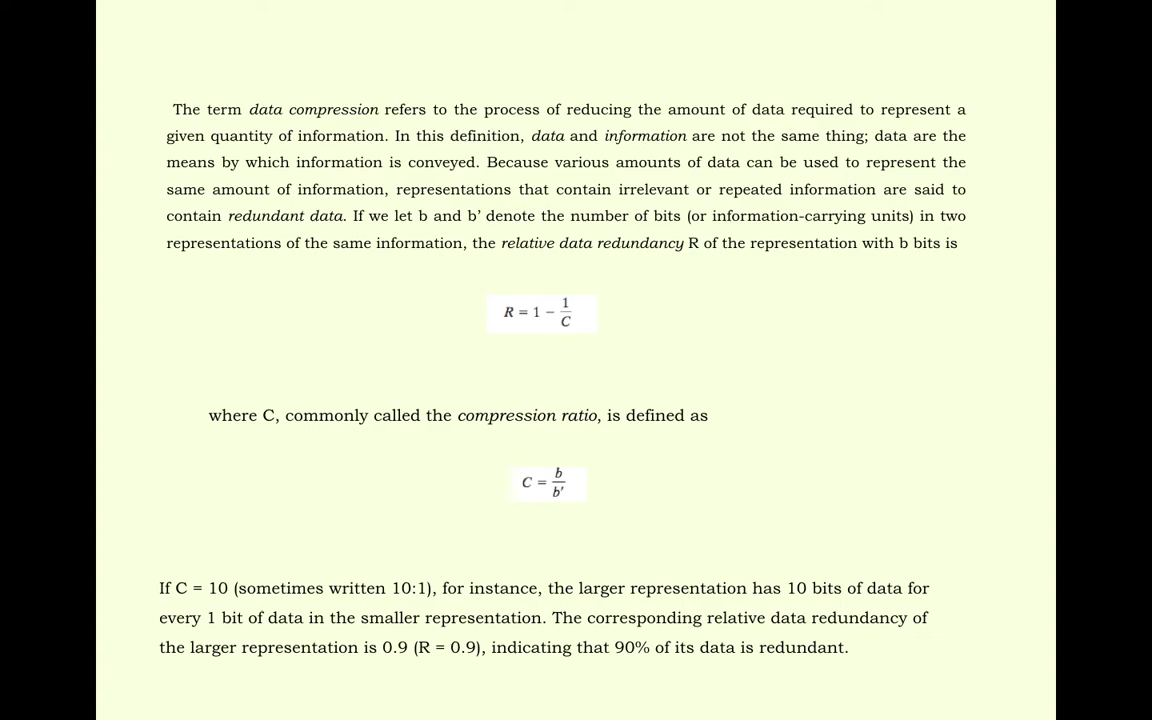 The term data compression refers to the process of reducing the amount of data required to represent a
given quantity of information. In this definition, data and information are not the same thing; data are the
means by which information is conveyed. Because various amounts of data can be used to represent the
same amount of information, representations that contain irrelevant or repeated information are said to
contain redundant data. If we let b and b’ denote the number of bits (or information-carrying units) in two
representations of the same information, the relative data redundancy R of the representation with b bits is
R = 1 − 1/C
where C, commonly called the compression ratio, is defined as
C = b/b′
If C = 10 (sometimes written 10:1), for instance, the larger representation has 10 bits of data for
every 1 bit of data in the smaller representation. The corresponding relative data redundancy of
the larger representation is 0.9 (R = 0.9), indicating that 90% of its data is redundant.